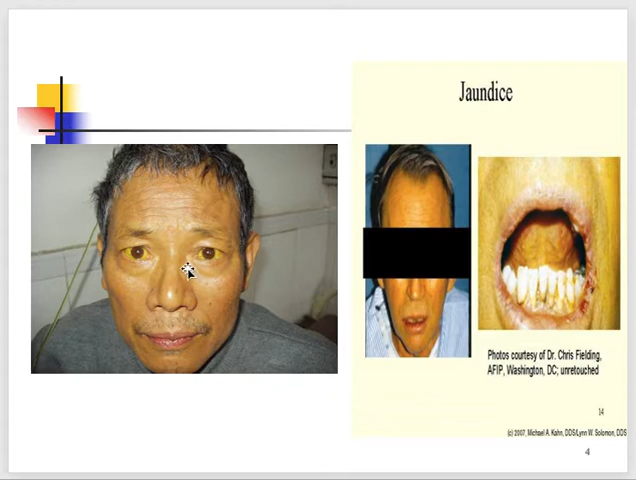 Jaundice
Photos courtesy of Dr. Chris Fielding,
AFIP, Washington, DC; unretouched
14
(c) 2007, Michael A. Kahn, DDS/Lynn W. Solomon, DDS
4